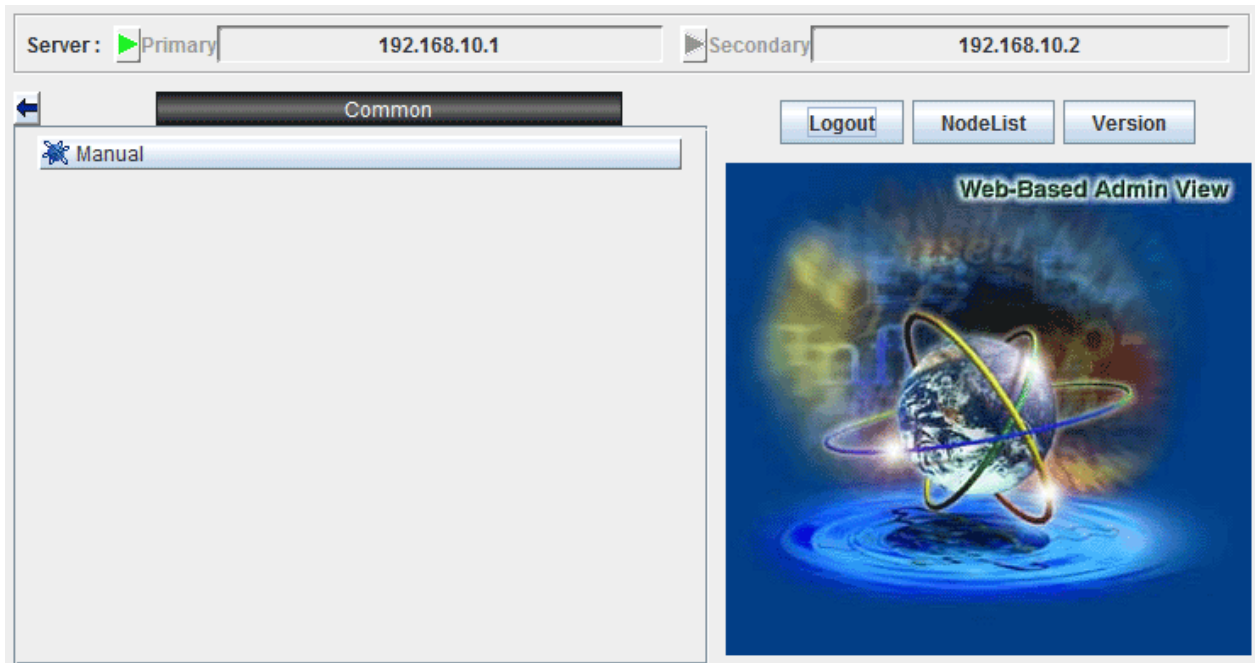 Server : Primary 192.168.10.1 Secondary 192.168.10.2
Common
Logout NodeList Version
Manual
Web-Based Admin View